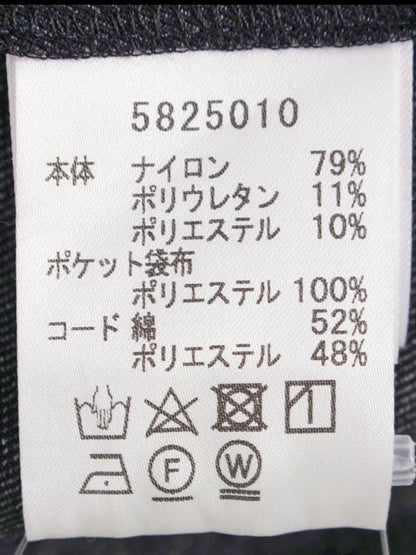 5825010
本体 ナイロン 79%
ポリウレタン 11%
ポリエステル 10%
ポケット袋布
ポリエステル 100%
コード 綿 52%
ポリエステル 48%
F W